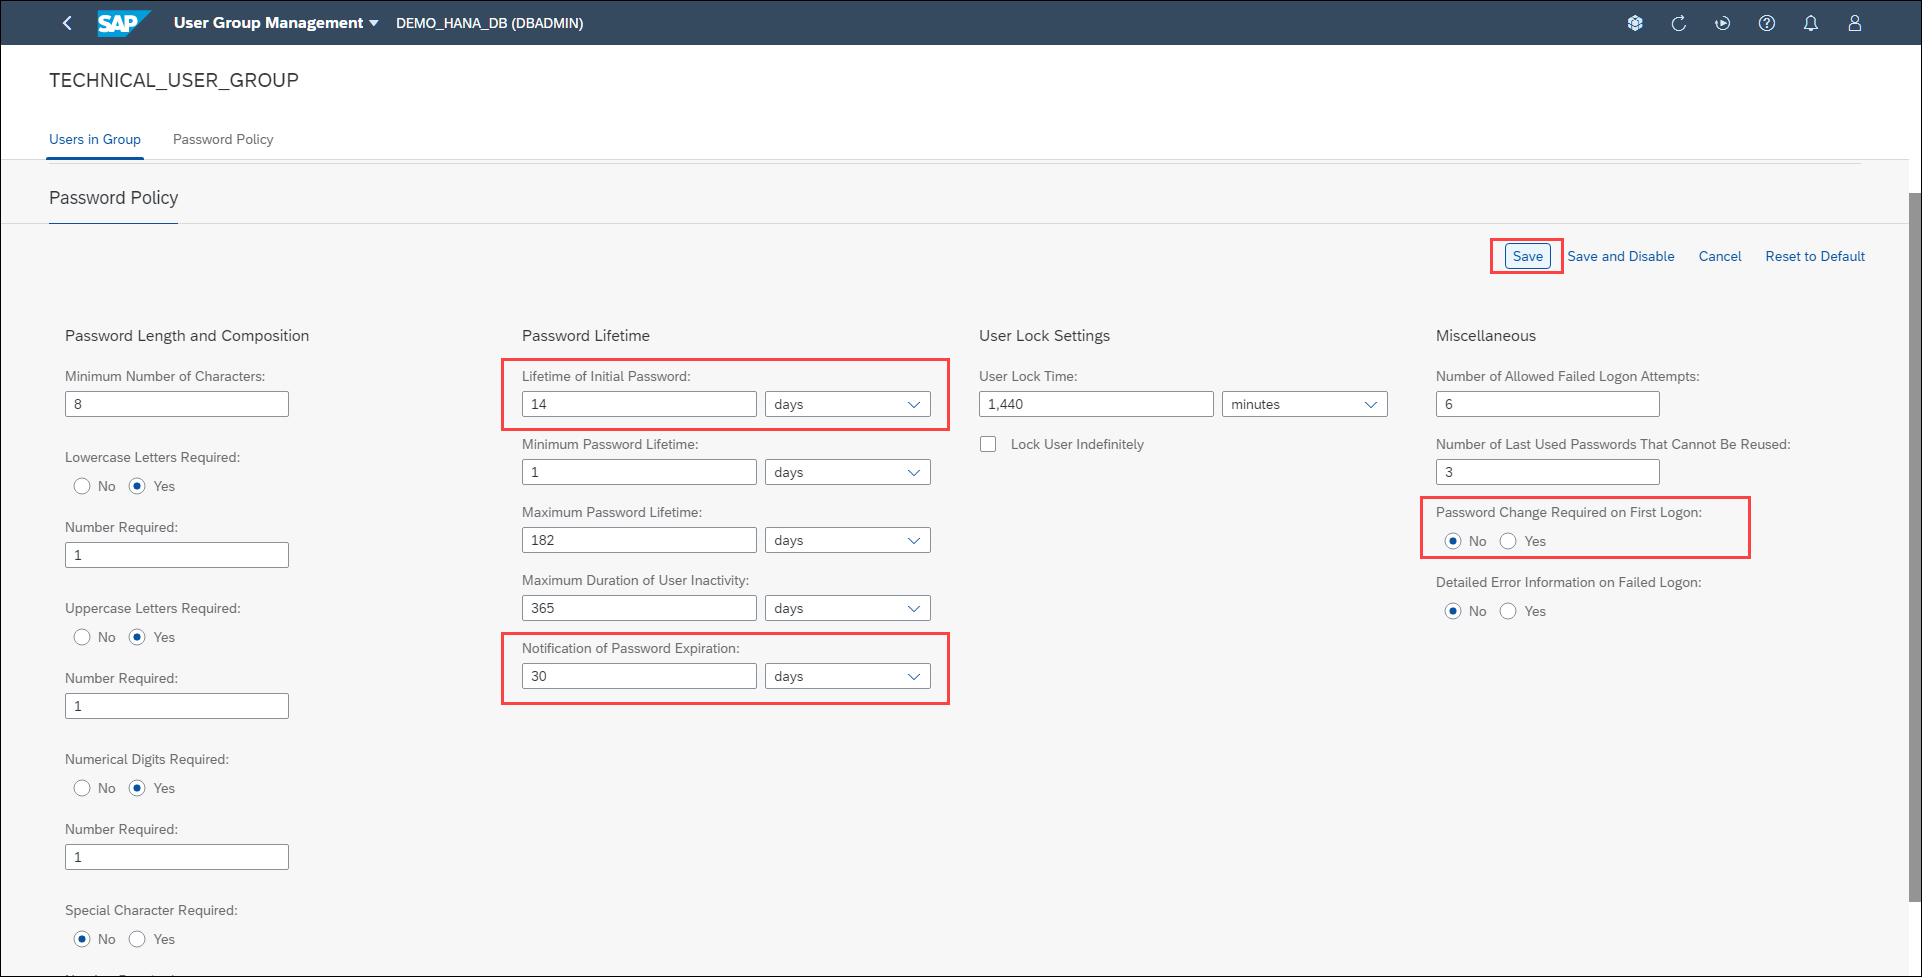 SAP User Group Management DEMO_HANA_DB (DBADMIN)
TECHNICAL_USER_GROUP
Users in Group Password Policy
Password Policy
Save Save and Disable Cancel Reset to Default
Password Length and Composition
Minimum Number of Characters:
8
Lowercase Letters Required:
No Yes
Number Required:
1
Uppercase Letters Required:
No Yes
Number Required:
1
Numerical Digits Required:
No Yes
Number Required:
1
Special Character Required:
No Yes
Password Lifetime
Lifetime of Initial Password:
14 days
Minimum Password Lifetime:
1 days
Maximum Password Lifetime:
182 days
Maximum Duration of User Inactivity:
365 days
Notification of Password Expiration:
30 days
User Lock Settings
User Lock Time:
1,440 minutes
Lock User Indefinitely
Miscellaneous
Number of Allowed Failed Logon Attempts:
6
Number of Last Used Passwords That Cannot Be Reused:
3
Password Change Required on First Logon:
No Yes
Detailed Error Information on Failed Logon:
No Yes